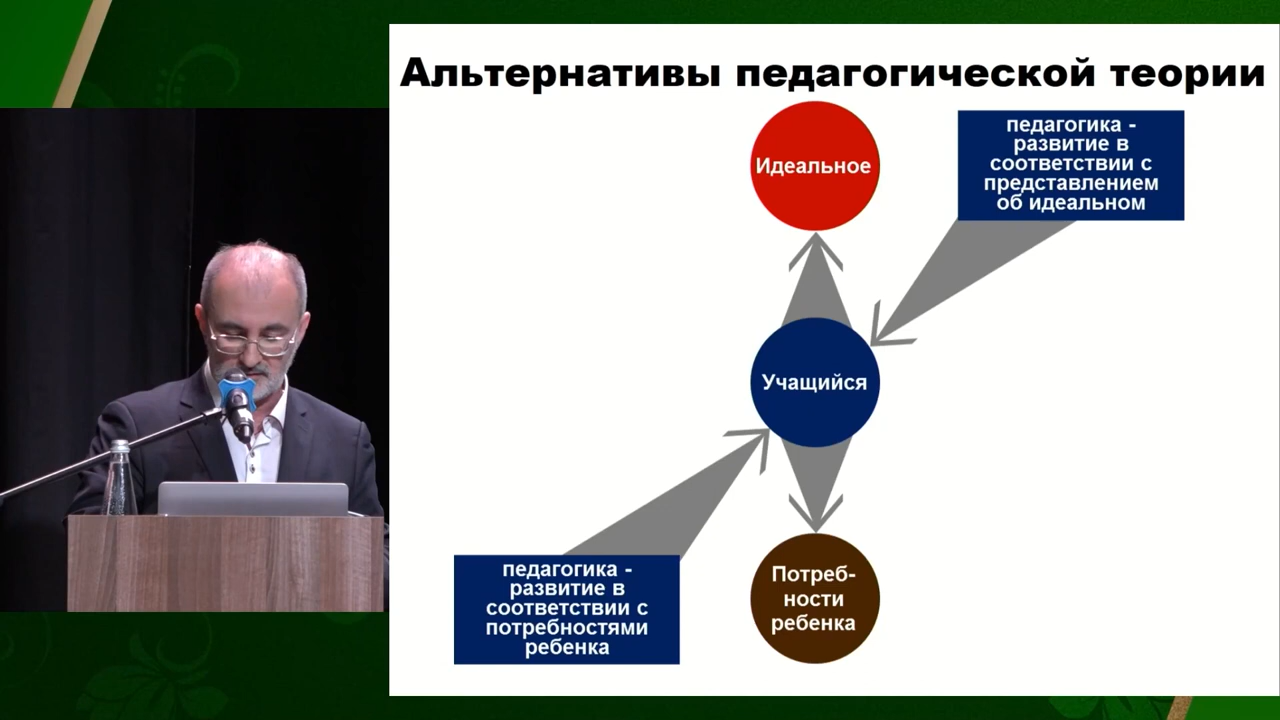 Альтернативы педагогической теории
Идеальное
педагогика -
развитие в
соответствии с
представлением
об идеальном
Учащийся
педагогика -
развитие в
соответствии с
потребностями
ребенка
Потреб-
ности
ребенка